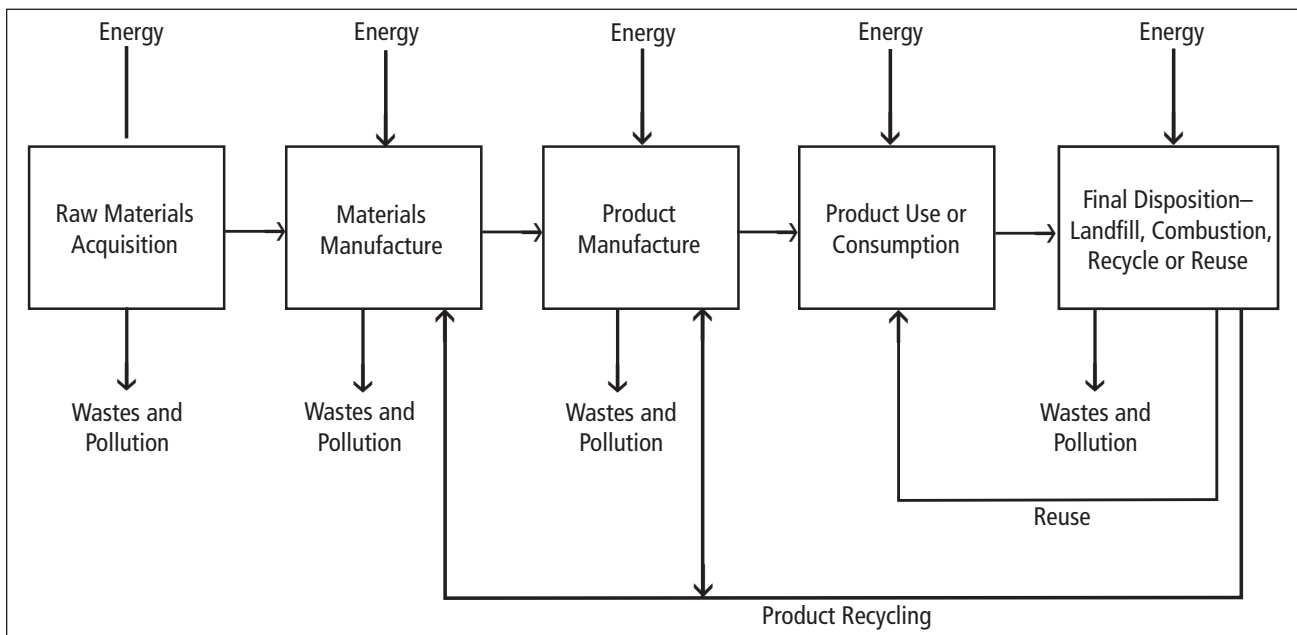 Energy
Energy
Energy
Energy
Energy
Raw Materials
Acquisition
Materials
Manufacture
Product
Manufacture
Product Use or
Consumption
Final Disposition–
Landfill, Combustion,
Recycle or Reuse
Wastes and
Pollution
Wastes and
Pollution
Wastes and
Pollution
Wastes and
Pollution
Reuse
Product Recycling